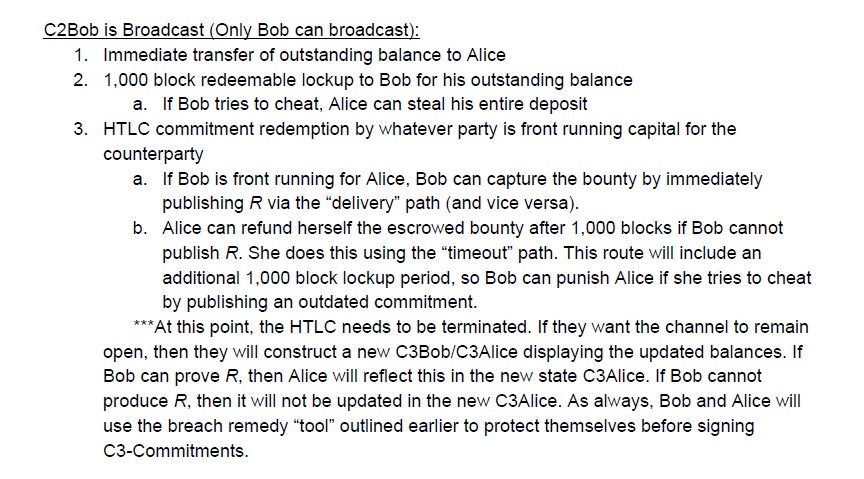 C2Bob is Broadcast (Only Bob can broadcast):
1. Immediate transfer of outstanding balance to Alice
2. 1,000 block redeemable lockup to Bob for his outstanding balance
a. If Bob tries to cheat, Alice can steal his entire deposit
3. HTLC commitment redemption by whatever party is front running capital for the
counterparty
a. If Bob is front running for Alice, Bob can capture the bounty by immediately
publishing R via the “delivery” path (and vice versa).
b. Alice can refund herself the escrowed bounty after 1,000 blocks if Bob cannot
publish R. She does this using the “timeout” path. This route will include an
additional 1,000 block lockup period, so Bob can punish Alice if she tries to cheat
by publishing an outdated commitment.
***At this point, the HTLC needs to be terminated. If they want the channel to remain
open, then they will construct a new C3Bob/C3Alice displaying the updated balances. If
Bob can prove R, then Alice will reflect this in the new state C3Alice. If Bob cannot
produce R, then it will not be updated in the new C3Alice. As always, Bob and Alice will
use the breach remedy “tool” outlined earlier to protect themselves before signing
C3-Commitments.